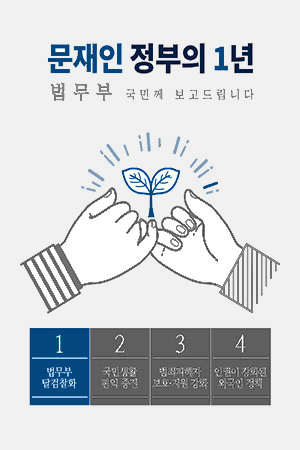 문재인 정부의 1년
법무부 국민께 보고드립니다
1
법무부
탈검찰화
2
국민생활
편익 증진
3
범죄피해자
보호·지원 강화
4
인권이 강화된
외국인 정책